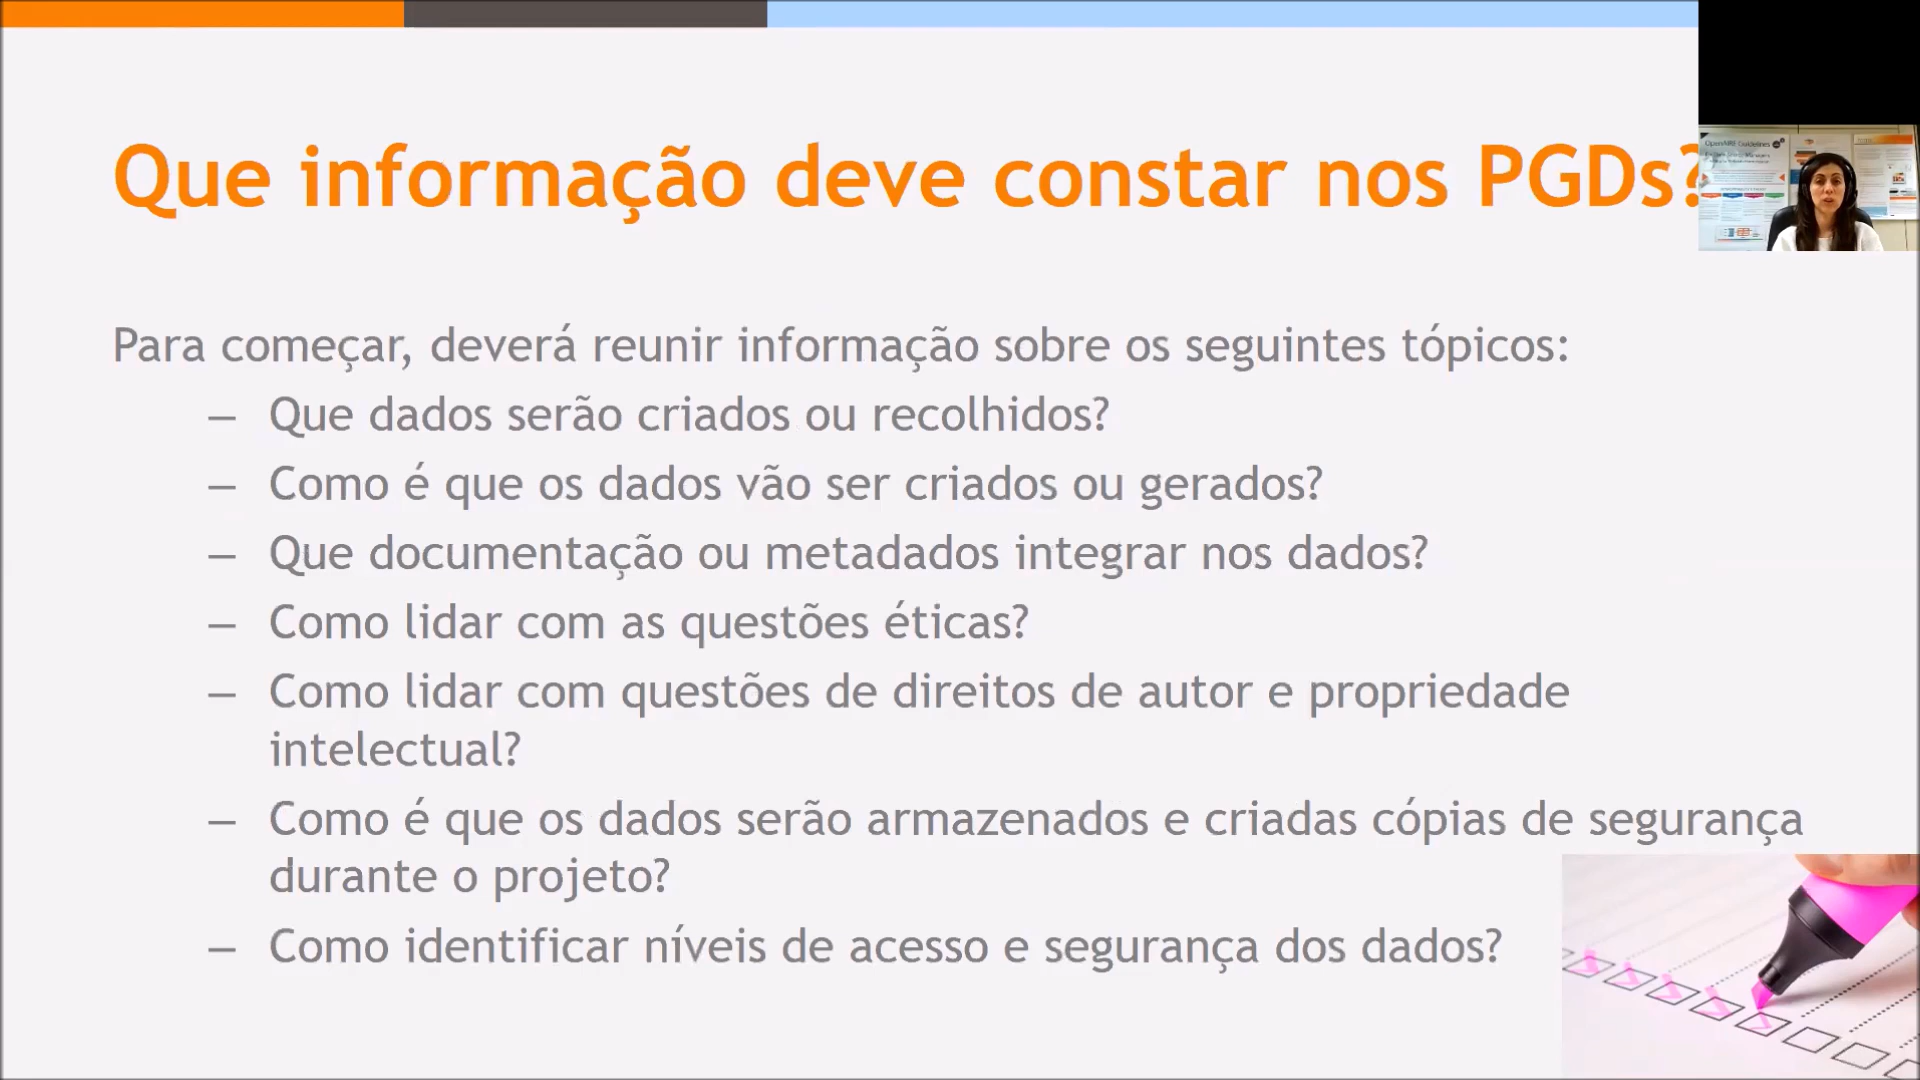 Que informação deve constar nos PGDs?
OpenAIRE Guidelines
Para começar, deverá reunir informação sobre os seguintes tópicos:
– Que dados serão criados ou recolhidos?
– Como é que os dados vão ser criados ou gerados?
– Que documentação ou metadados integrar nos dados?
– Como lidar com as questões éticas?
– Como lidar com questões de direitos de autor e propriedade
intelectual?
– Como é que os dados serão armazenados e criadas cópias de segurança
durante o projeto?
– Como identificar níveis de acesso e segurança dos dados?